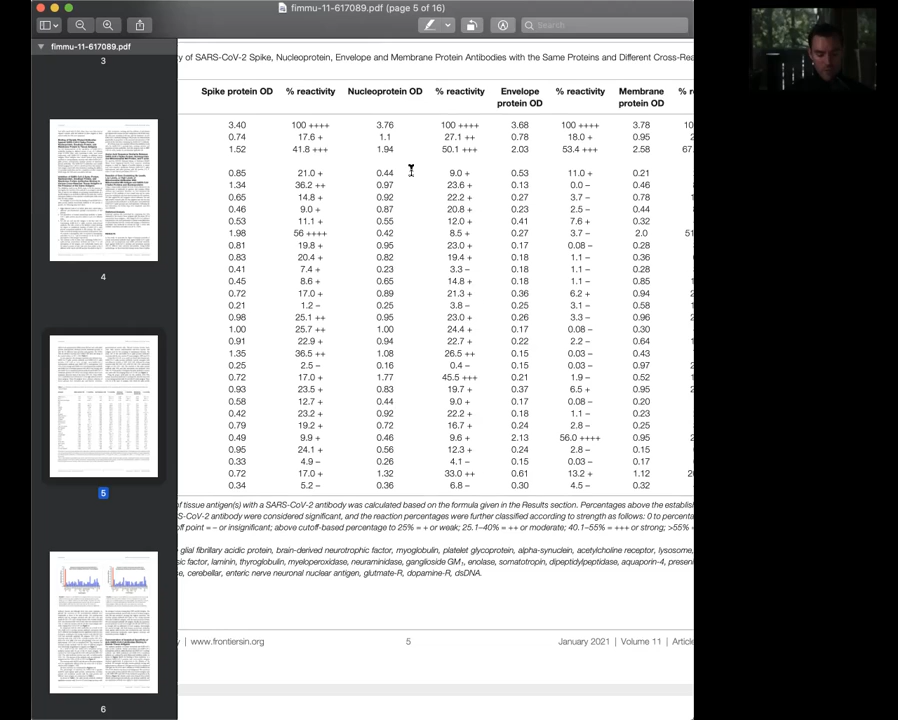 fimmu-11-617089.pdf (page 5 of 16)
Search
fimmu-11-617089.pdf
3
4
5
6
y of SARS-CoV-2 Spike, Nucleoprotein, Envelope and Membrane Protein Antibodies with the Same Proteins and Different Cross-Rea
Spike protein OD % reactivity Nucleoprotein OD % reactivity Envelope protein OD % reactivity Membrane protein OD % r
3.40 100 ++++ 3.76 100 ++++ 3.68 100 ++++ 3.78 10
0.74 17.6 + 1.1 27.1 ++ 0.78 18.0 + 0.95 2
1.52 41.8 +++ 1.94 50.1 +++ 2.03 53.4 +++ 2.58 67.
0.85 21.0 + 0.44 9.0 + 0.53 11.0 + 0.21
1.34 36.2 ++ 0.97 23.6 + 0.13 0.0 – 0.46 8
0.65 14.8 + 0.92 22.2 + 0.27 3.7 – 0.78 1
0.46 9.0 + 0.87 20.8 + 0.23 2.5 – 0.44 8
0.53 11.1 + 0.55 12.0 + 0.41 7.6 + 0.32
1.98 56 ++++ 0.42 8.5 + 0.27 3.7 – 2.0 51
0.81 19.8 + 0.95 23.0 + 0.17 0.08 – 0.28
0.83 20.4 + 0.82 19.4 + 0.18 1.1 – 0.36
0.41 7.4 + 0.23 3.3 – 0.18 1.1 – 0.28
0.45 8.6 + 0.65 14.8 + 0.18 1.1 – 0.85 1
0.72 17.0 + 0.89 21.3 + 0.36 6.2 + 0.94 2
0.21 1.2 – 0.25 3.8 – 0.25 3.1 – 0.58 1
0.98 25.1 ++ 0.95 23.0 + 0.26 3.3 – 0.96 2
1.00 25.7 ++ 1.00 24.4 + 0.17 0.08 – 0.30
0.91 22.9 + 0.94 22.7 + 0.22 2.2 – 0.64 1
1.35 36.5 ++ 1.08 26.5 ++ 0.15 0.03 – 0.43
2.5 – 0.16 0.4 – 0.15 0.03 – 0.97 2
0.72 17.0 + 1.77 45.5 +++ 0.21 1.9 – 0.52 1
0.93 23.5 + 0.83 19.7 + 0.37 6.5 + 0.95 2
0.58 12.7 + 0.44 9.0 + 0.17 0.08 – 0.20
0.42 23.2 + 0.92 22.2 + 0.18 1.1 – 0.23
0.79 19.2 + 0.72 16.7 + 0.24 2.8 – 0.25
0.49 9.9 + 0.46 9.6 + 2.13 56.0 ++++ 0.95 2
0.95 24.1 + 0.56 12.3 + 0.24 2.8 – 0.15
0.33 4.9 – 0.26 4.1 – 0.15 0.03 – 0.17
0.72 17.0 + 1.32 33.0 ++ 0.61 13.2 + 1.12 2
0.34 5.2 – 0.36 6.8 – 0.30 4.5 – 0.32
f tissue antigen(s) with a SARS-CoV-2 antibody was calculated based on the formula given in the Results section. Percentages above the establi
S-CoV-2 antibody were considered significant, and the reaction percentages were further classified according to strength as follows: 0 to percenta
off point = – or insignificant; above cutoff-based percentage to 25% = + or weak; 25.1–40% = ++ or moderate; 40.1–55% = +++ or strong; >55%
glial fibrillary acidic protein, brain-derived neurotrophic factor, myoglobin, platelet glycoprotein, alpha-synuclein, acetylcholine receptor, lysosome,
sic factor, laminin, thyroglobulin, myeloperoxidase, neuraminidase, ganglioside GM1, enolase, somatotropin, dipeptidylpeptidase, aquaporin-4, presen
se, cerebellar, enteric nerve neuronal nuclear antigen, glutmate-R, dopamine-R, dsDNA.
y | www.frontiersin.org 5 January 2021 | Volume 11 | Article